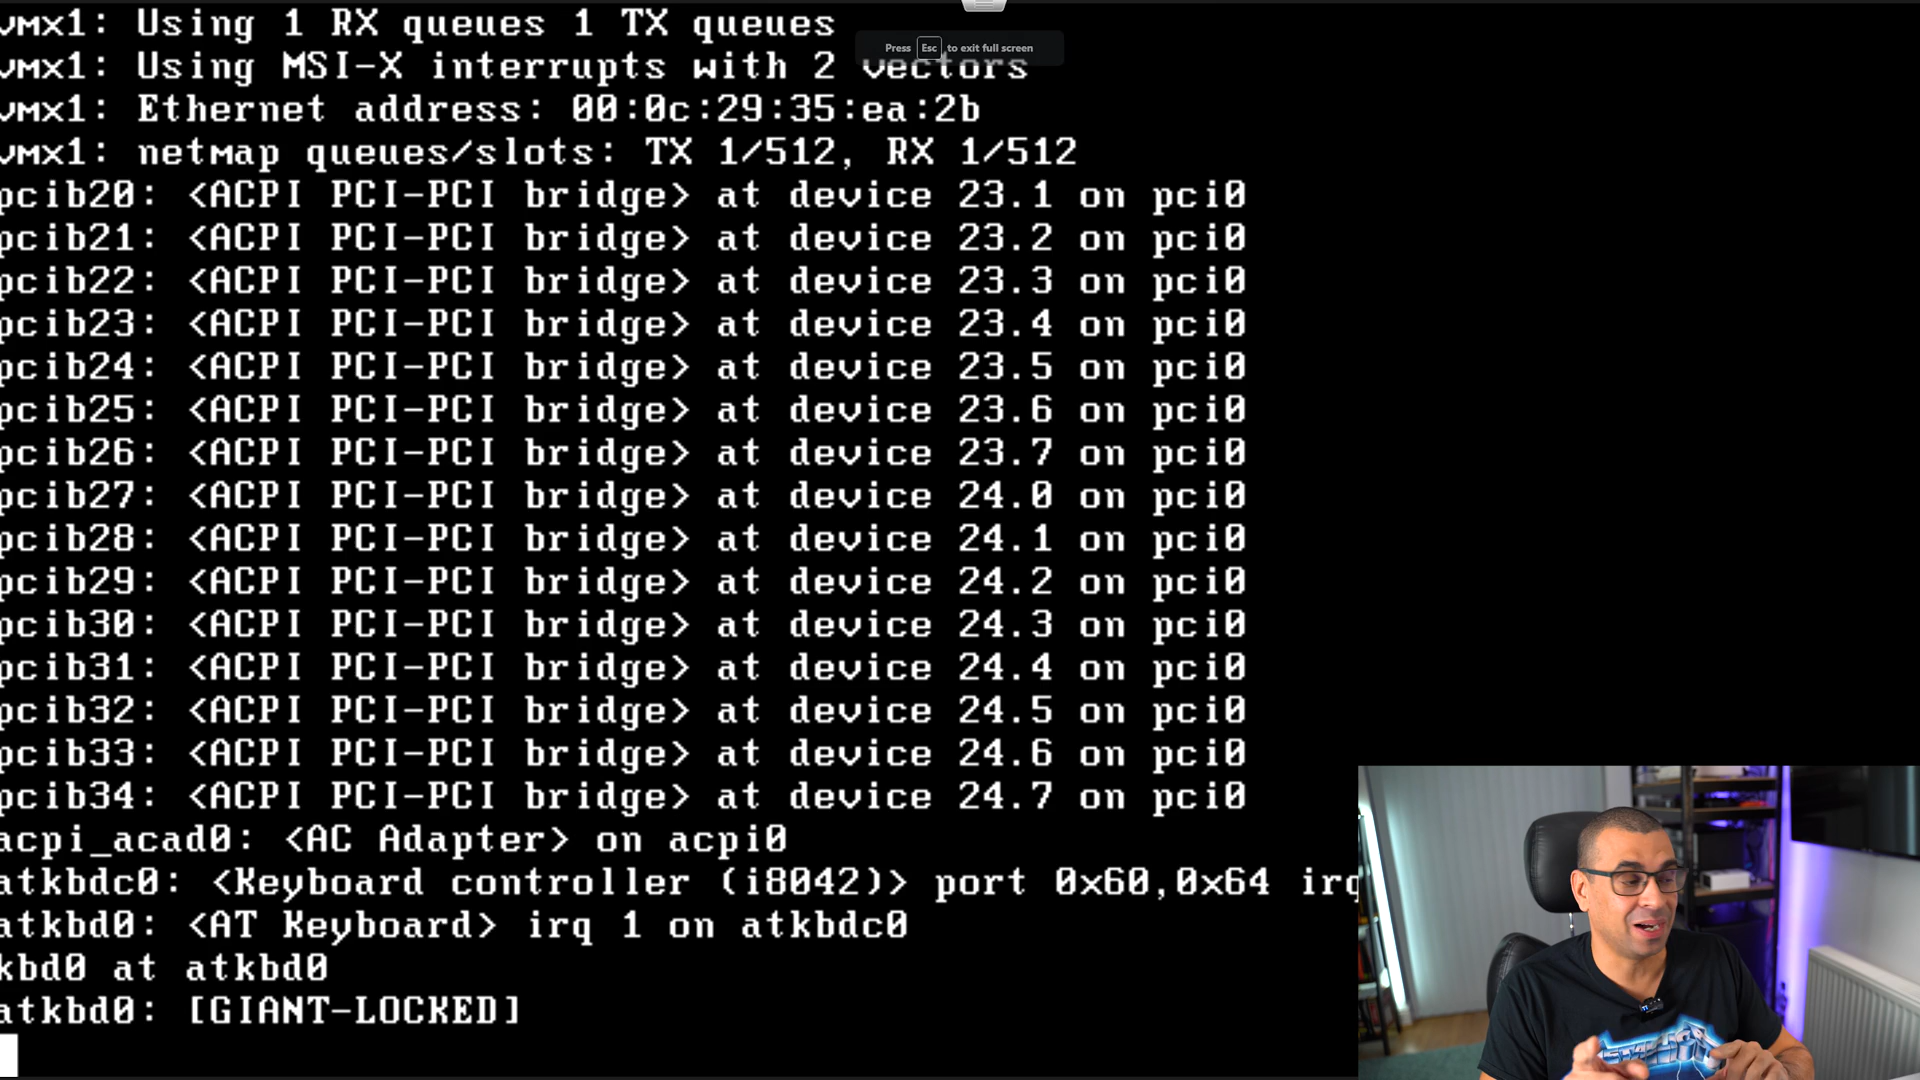 vmx1: Using 1 RX queues 1 TX queues
Press Esc to exit full screen
vmx1: Using MSI-X interrupts with 2 vectors
vmx1: Ethernet address: 00:0c:29:35:ea:2b
vmx1: netmap queues/slots: TX 1/512, RX 1/512
pcib20: <ACPI PCI-PCI bridge> at device 23.1 on pci0
pcib21: <ACPI PCI-PCI bridge> at device 23.2 on pci0
pcib22: <ACPI PCI-PCI bridge> at device 23.3 on pci0
pcib23: <ACPI PCI-PCI bridge> at device 23.4 on pci0
pcib24: <ACPI PCI-PCI bridge> at device 23.5 on pci0
pcib25: <ACPI PCI-PCI bridge> at device 23.6 on pci0
pcib26: <ACPI PCI-PCI bridge> at device 23.7 on pci0
pcib27: <ACPI PCI-PCI bridge> at device 24.0 on pci0
pcib28: <ACPI PCI-PCI bridge> at device 24.1 on pci0
pcib29: <ACPI PCI-PCI bridge> at device 24.2 on pci0
pcib30: <ACPI PCI-PCI bridge> at device 24.3 on pci0
pcib31: <ACPI PCI-PCI bridge> at device 24.4 on pci0
pcib32: <ACPI PCI-PCI bridge> at device 24.5 on pci0
pcib33: <ACPI PCI-PCI bridge> at device 24.6 on pci0
pcib34: <ACPI PCI-PCI bridge> at device 24.7 on pci0
acpi_acad0: <AC Adapter> on acpi0
atkbdc0: <Keyboard controller (i8042)> port 0x60,0x64 irq
atkbd0: <AT Keyboard> irq 1 on atkbdc0
kbd0 at atkbd0
atkbd0: [GIANT-LOCKED]